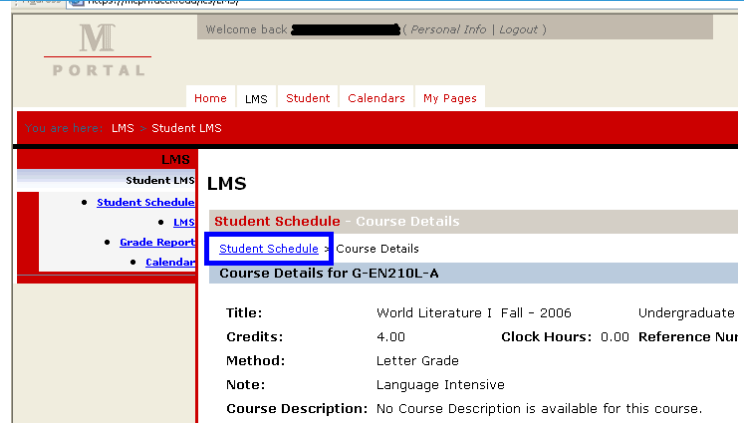 Welcome back ( Personal Info | Logout )
M
PORTAL
Home LMS Student Calendars My Pages
You are here: LMS > Student LMS
LMS
Student LMS
• Student Schedule
• LMS
• Grade Report
• Calendar
LMS
Student Schedule - Course Details
Student Schedule > Course Details
Course Details for G-EN210L-A
Title: World Literature I Fall - 2006 Undergraduate
Credits: 4.00 Clock Hours: 0.00 Reference Nu
Method: Letter Grade
Note: Language Intensive
Course Description: No Course Description is available for this course.